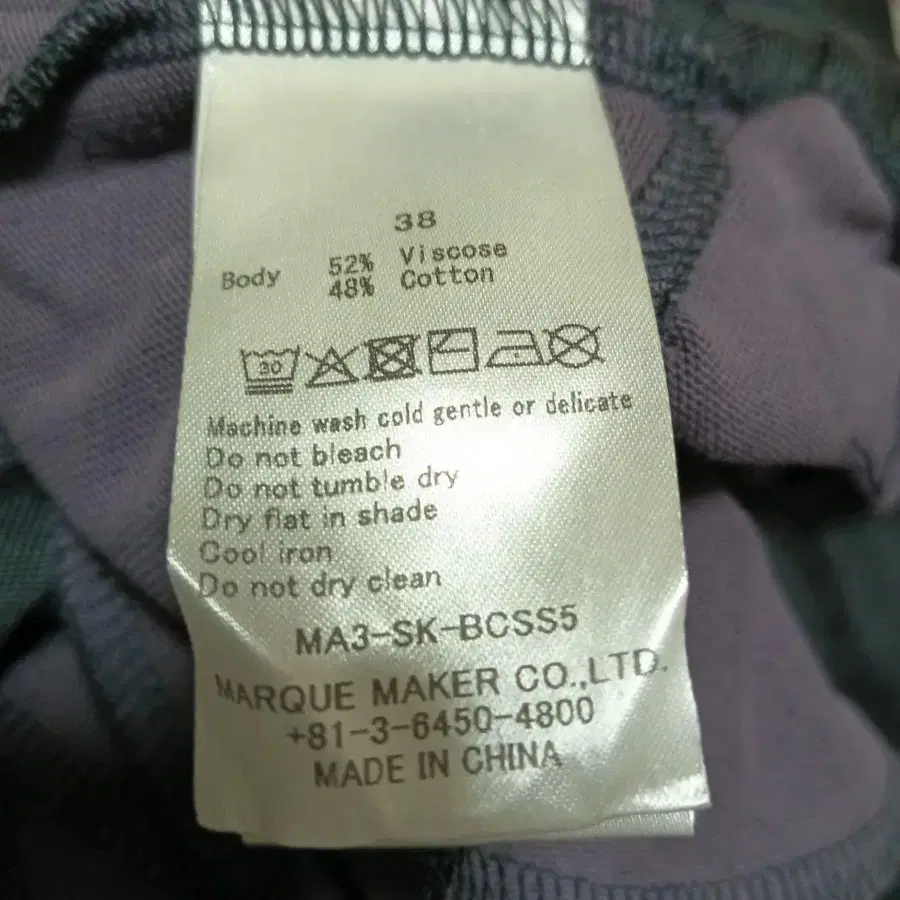 38
Body 52% Viscose
48% Cotton
30
Machine wash cold gentle or delicate
Do not bleach
Do not tumble dry
Dry flat in shade
Cool iron
Do not dry clean
MA3-SK-BCSS5
MARQUE MAKER CO.,LTD.
+81-3-6450-4800
MADE IN CHINA